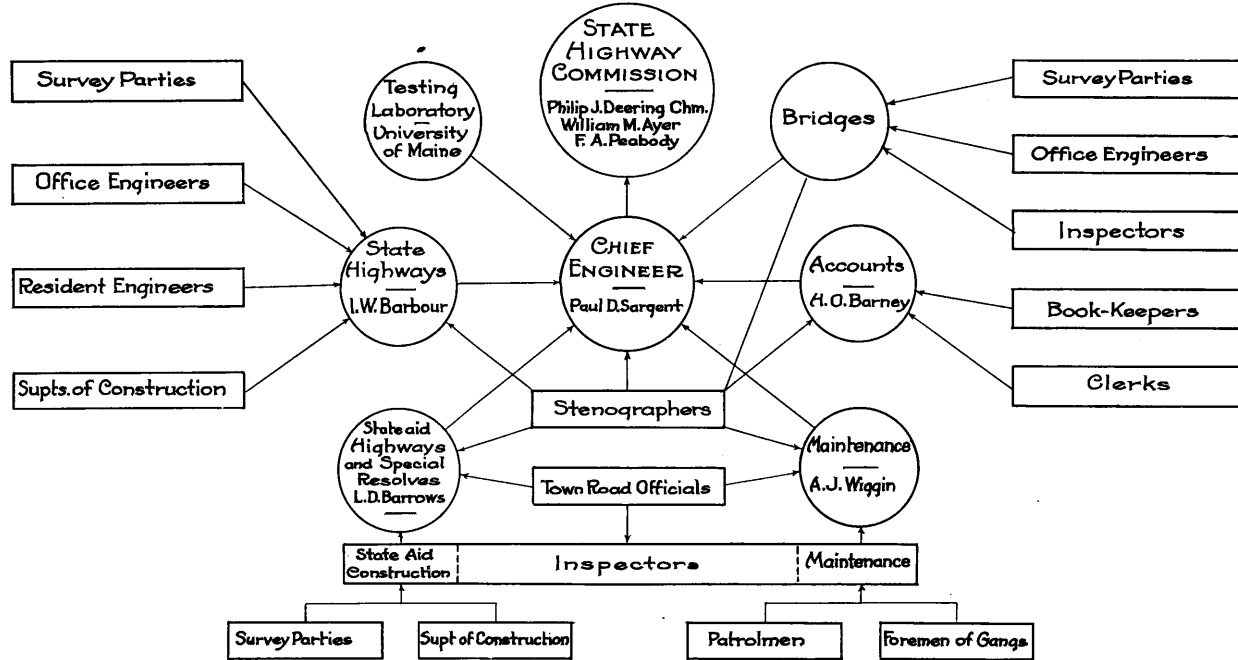 STATE
HIGHWAY
COMMISSION
Philip J. Deering Chm.
William M. Ayer
F. A. Peabody
Testing
Laboratory
University
of Maine
Bridges
Survey Parties
Office Engineers
Resident Engineers
Supts. of Construction
State
Highways
I. W. Barbour
CHIEF
ENGINEER
Paul D. Sargent
Accounts
H. O. Barney
Survey Parties
Office Engineers
Inspectors
Book-Keepers
Clerks
Stenographers
State aid
Highways
and Special
Resolves
L. D. Barrows
Town Road Officials
Maintenance
A. J. Wiggin
State Aid
Construction
Inspectors
Maintenance
Survey Parties
Supt of Construction
Patrolmen
Foremen of Gangs